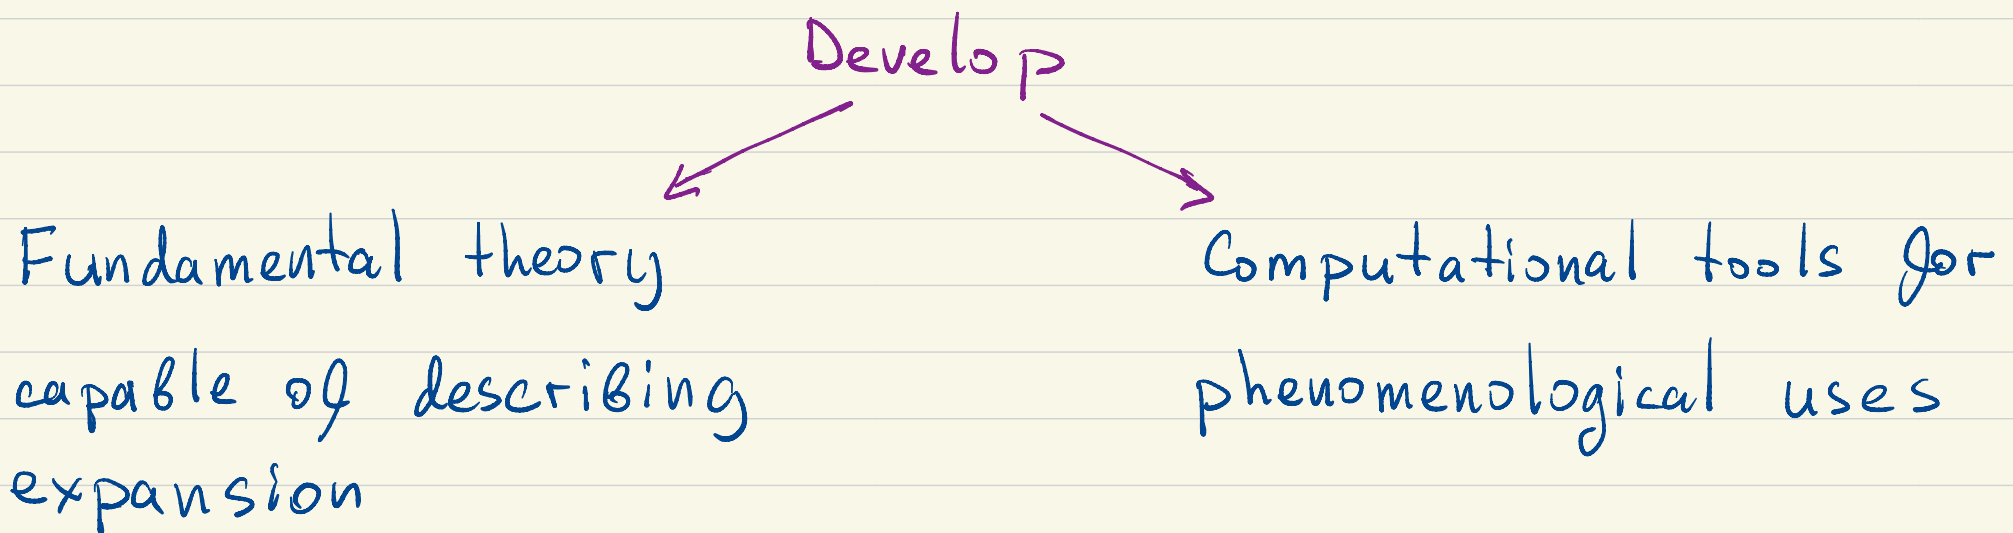 Develop
Fundamental theory
capable of describing
expansion
Computational tools for
phenomenological uses